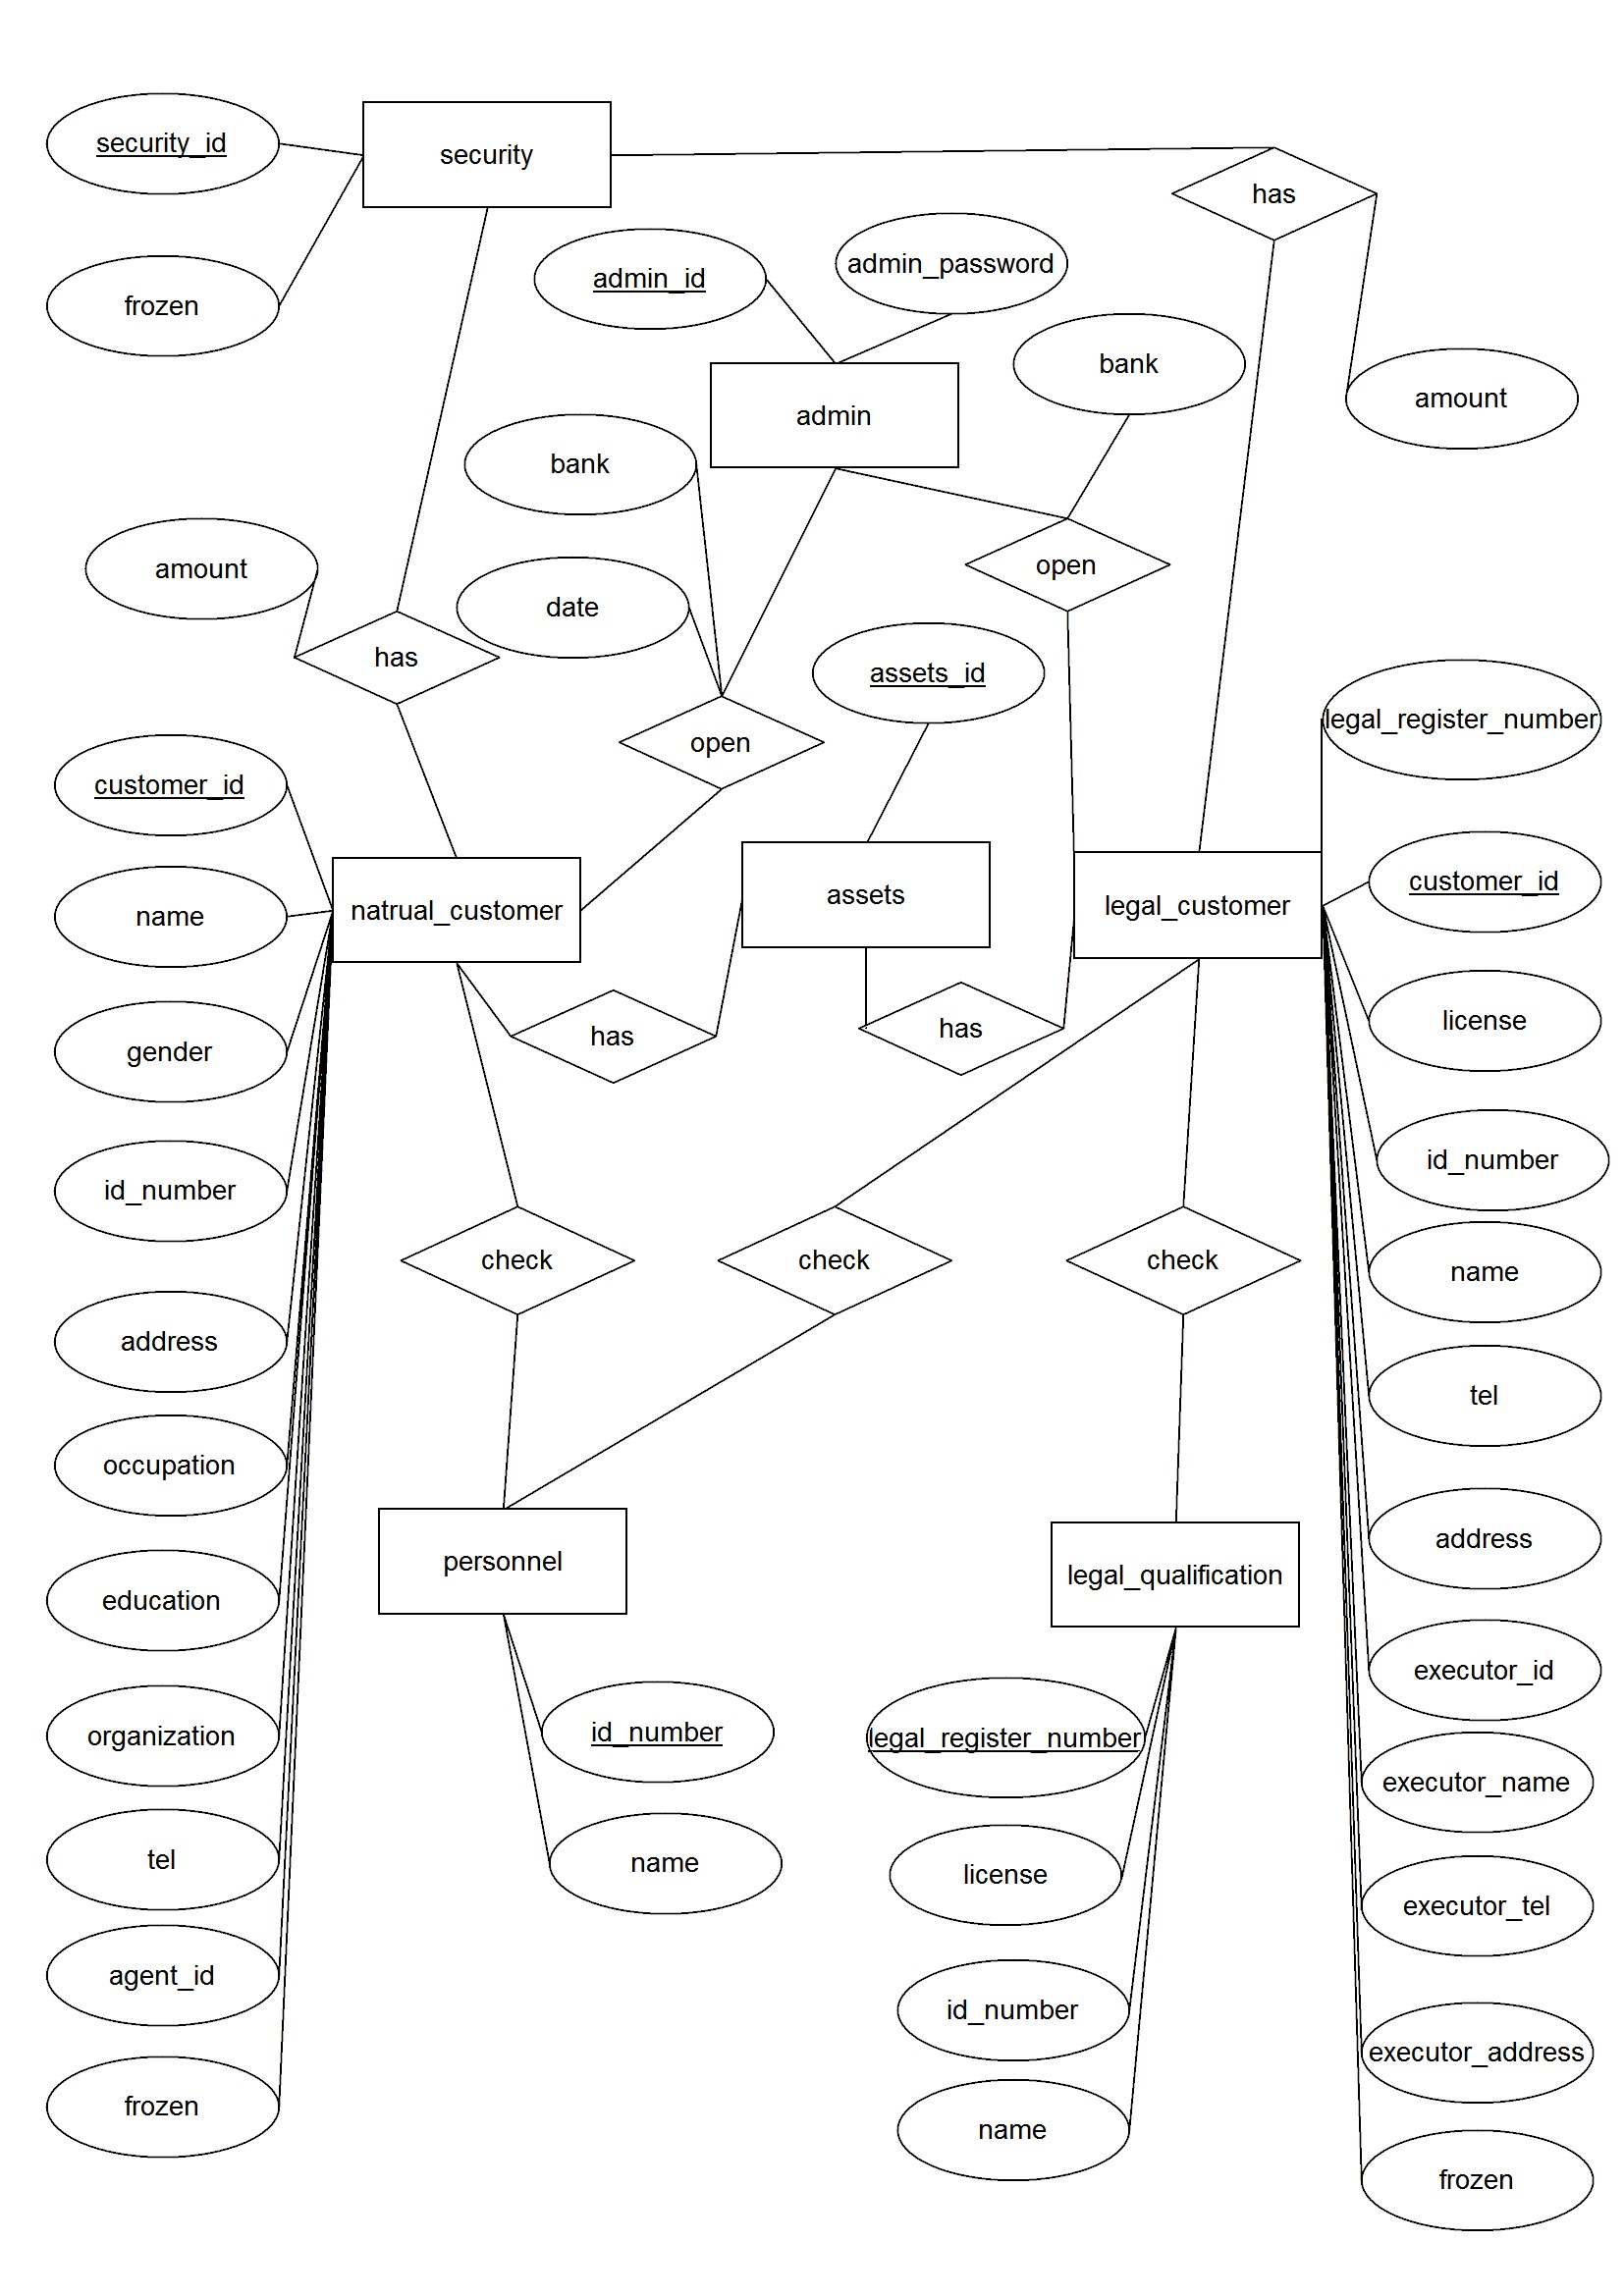 security_id
security
has
frozen
admin_id
admin_password
bank
amount
admin
bank
amount
date
open
has
assets_id
open
legal_register_number
customer_id
name
natrual_customer
assets
legal_customer
customer_id
license
gender
has
has
id_number
id_number
check
check
check
name
address
tel
occupation
address
education
personnel
legal_qualification
executor_id
organization
id_number
legal_register_number
executor_name
tel
name
license
executor_tel
agent_id
id_number
executor_address
frozen
name
frozen